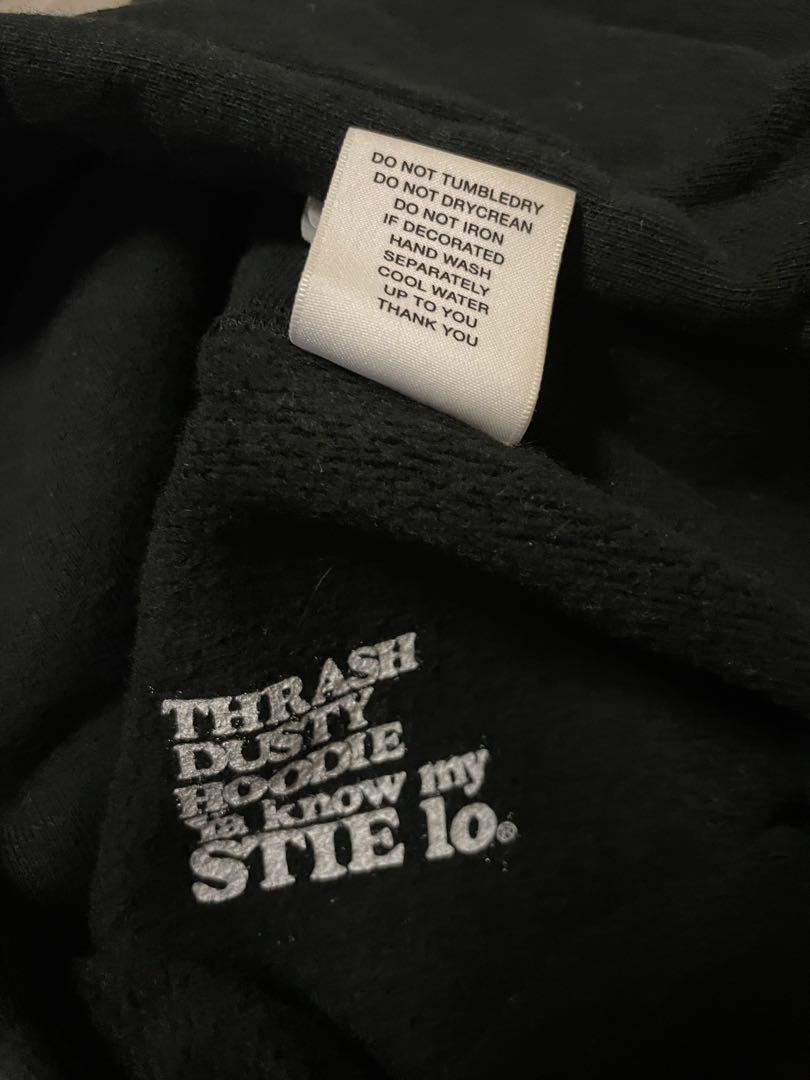 DO NOT TUMBLEDRY
DO NOT DRYCREAN
DO NOT IRON
IF DECORATED
HAND WASH
SEPARATELY
COOL WATER
UP TO YOU
THANK YOU
THRASH
DUSTY
HOODIE
ya know my
STIE lo®